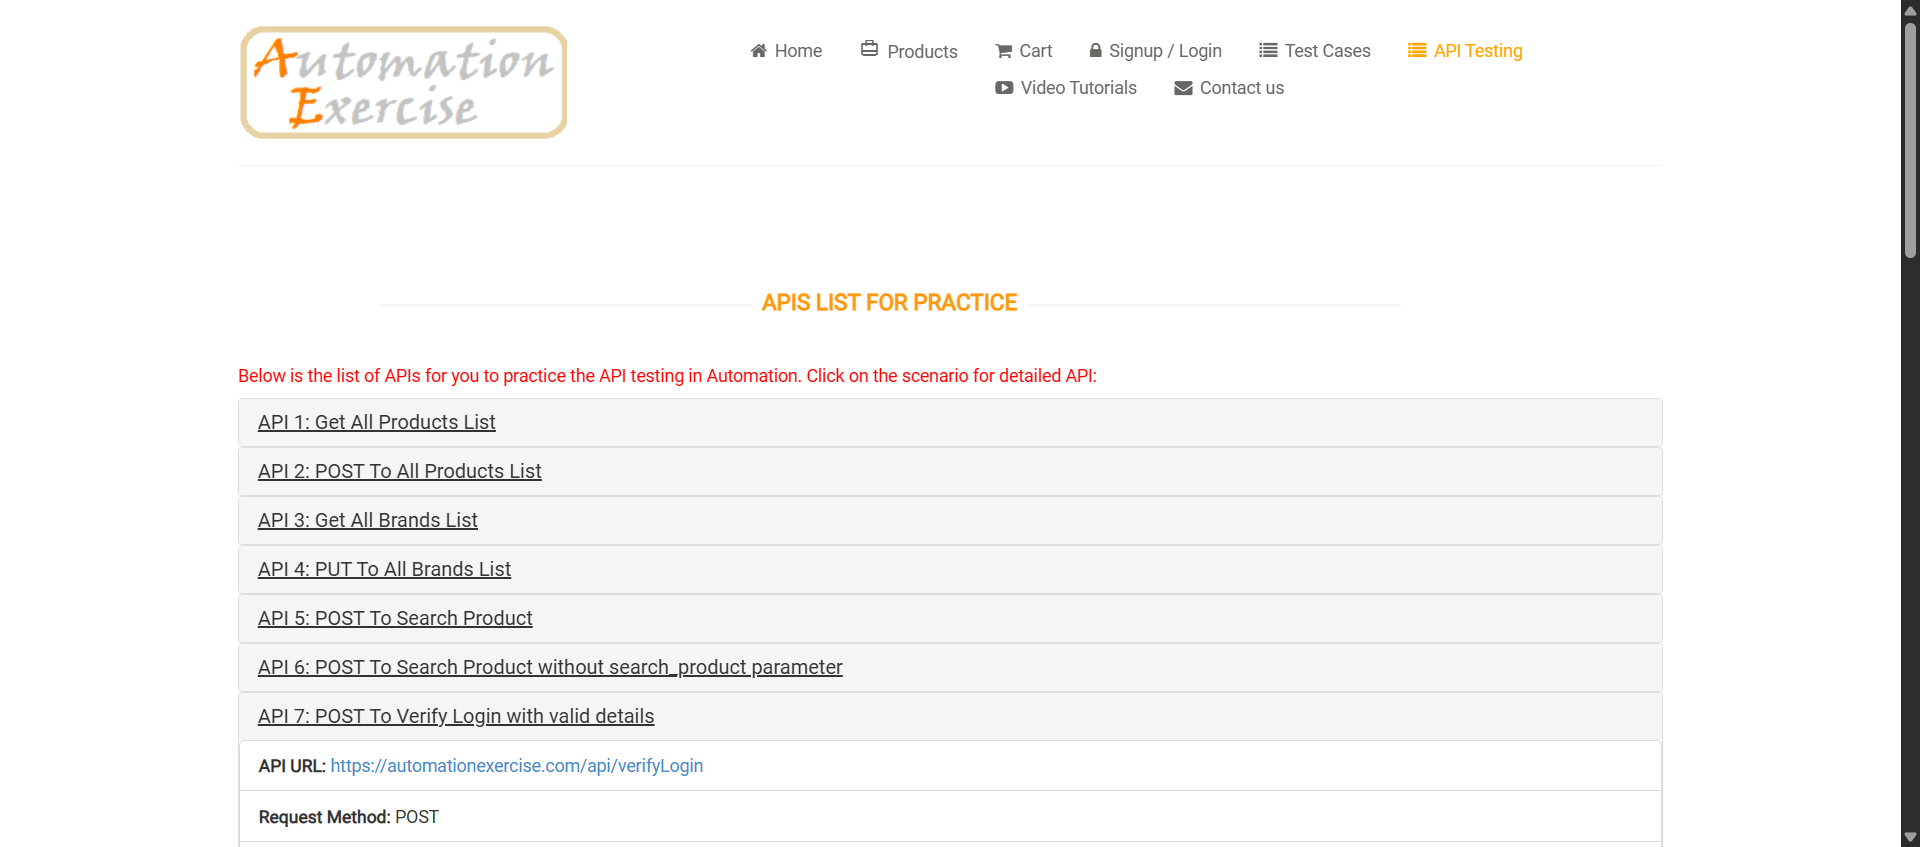 Automation
Exercise
Home Products Cart Signup / Login Test Cases API Testing
Video Tutorials Contact us
APIS LIST FOR PRACTICE
Below is the list of APIs for you to practice the API testing in Automation. Click on the scenario for detailed API:
API 1: Get All Products List
API 2: POST To All Products List
API 3: Get All Brands List
API 4: PUT To All Brands List
API 5: POST To Search Product
API 6: POST To Search Product without search_product parameter
API 7: POST To Verify Login with valid details
API URL: https://automationexercise.com/api/verifyLogin
Request Method: POST